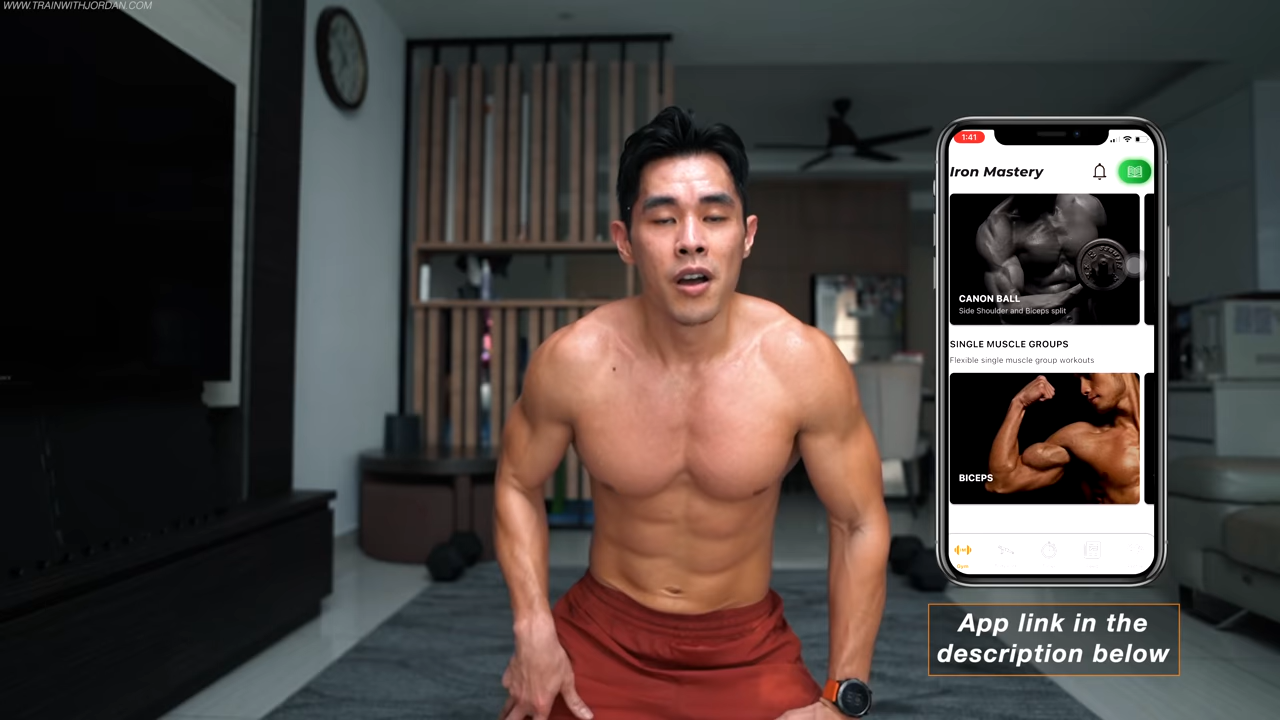 WWW.TRAINWITHJORDAN.COM
1:41
Iron Mastery
CANON BALL
Side Shoulder and Biceps split
SINGLE MUSCLE GROUPS
Flexible single muscle group workouts
BICEPS
Gym
App link in the
description below